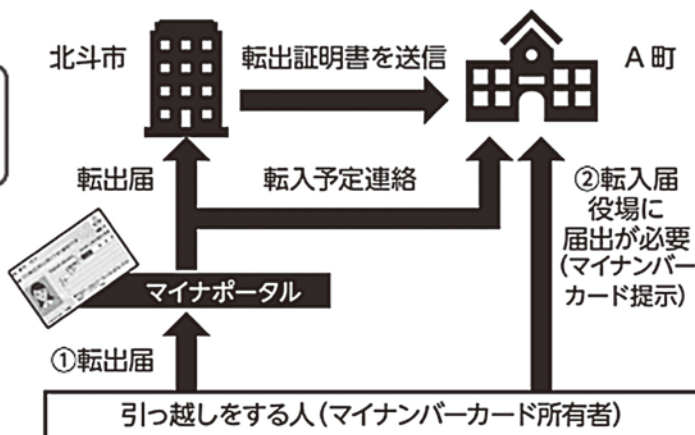 北斗市
転出証明書を送信
A町
転出届
転入予定連絡
②転入届
役場に
届出が必要
(マイナンバー
カード提示)
マイナポータル
①転出届
引っ越しをする人(マイナンバーカード所有者)